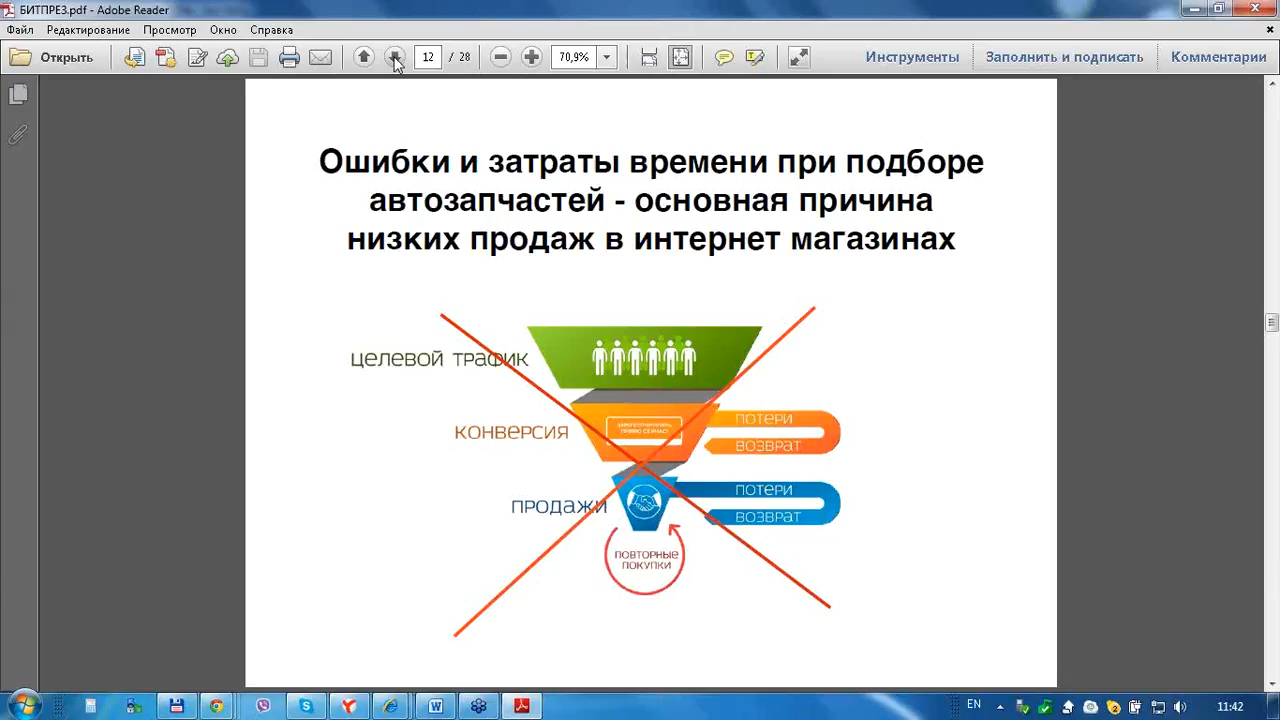 БИТПРЕЗ.pdf - Adobe Reader
Файл Редактирование Просмотр Окно Справка
Открыть 12 / 28 70,9% Инструменты Заполнить и подписать Комментарии
Ошибки и затраты времени при подборе
автозапчастей - основная причина
низких продаж в интернет магазинах
ЦЕЛЕВОЙ ТРАФИК
КОНВЕРСИЯ
ПОТЕРИ
ВОЗВРАТ
ПРОДАЖИ
ПОТЕРИ
ВОЗВРАТ
ПОВТОРНЫЕ
ПОКУПКИ
EN 11:42